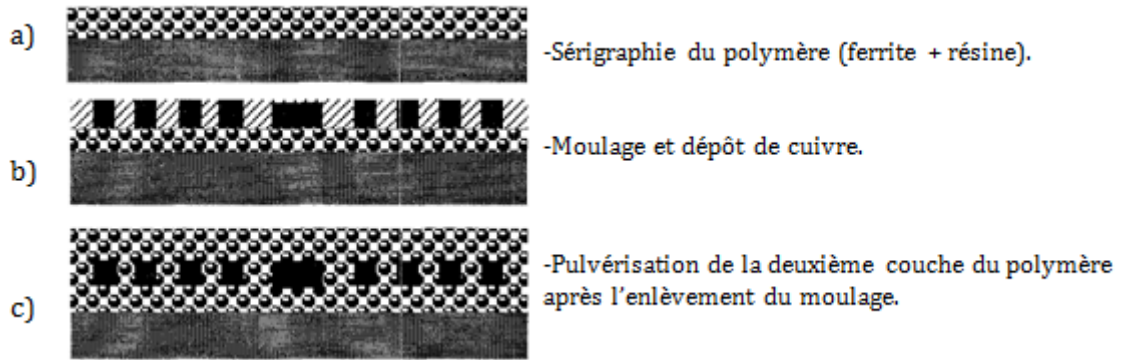 a)
-Sérigraphie du polymère (ferrite + résine).
b)
-Moulage et dépôt de cuivre.
c)
-Pulvérisation de la deuxième couche du polymère
après l'enlèvement du moulage.